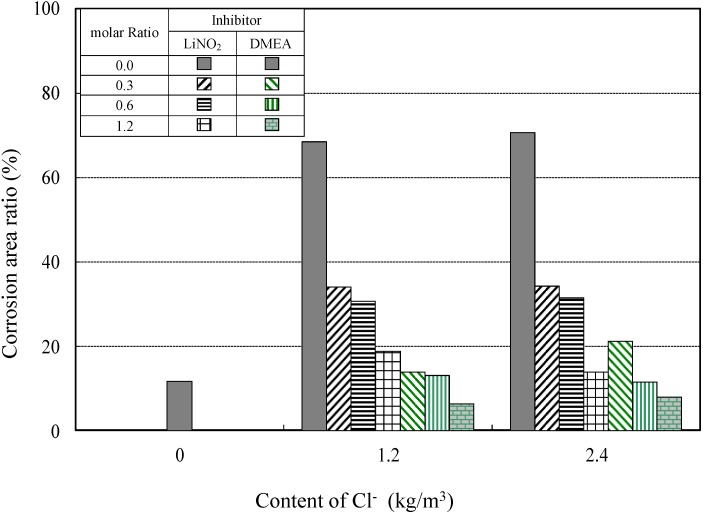 100
80
60
40
20
0
Corrosion area ratio (%)
molar Ratio
Inhibitor
LiNO₂ DMEA
0.0
0.3
0.6
1.2
0 1.2 2.4
Content of Cl⁻ (kg/m³)